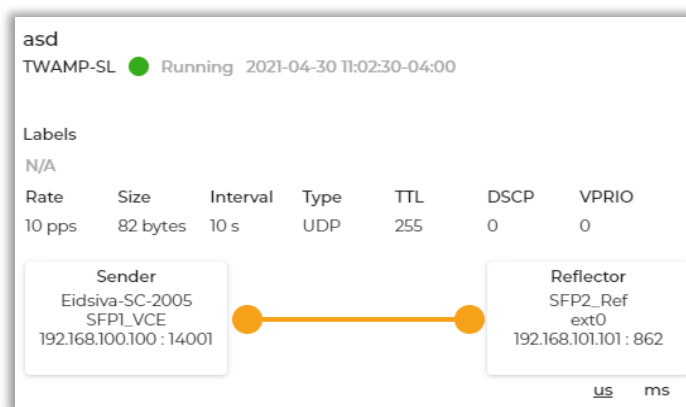 asd
TWAMP-SL Running 2021-04-30 11:02:30-04:00
Labels
N/A
Rate Size Interval Type TTL DSCP VPRIO
10 pps 82 bytes 10 s UDP 255 0 0
Sender
Eidsiva-SC-2005
SFP1_VCE
192.168.100.100 : 14001
Reflector
SFP2_Ref
ext0
192.168.101.101 : 862
us ms